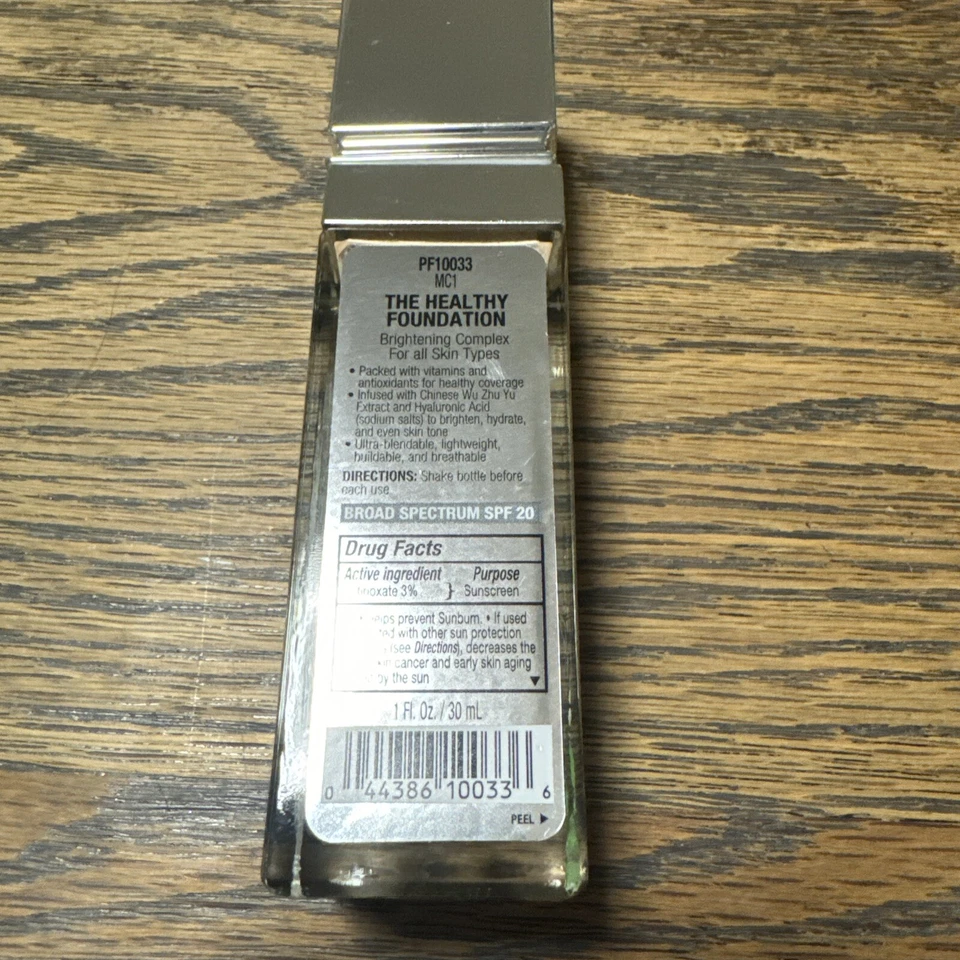 PF10033
MC1
THE HEALTHY
FOUNDATION
Brightening Complex
For all Skin Types
• Packed with vitamins and
antioxidants for healthy coverage
• Infused with Chinese Wu Zhu Yu
Extract and Hyaluronic Acid
(sodium salts) to brighten, hydrate,
and even skin tone
• Ultra-blendable, lightweight,
buildable, and breathable
DIRECTIONS: Shake bottle before
each use
BROAD SPECTRUM SPF 20
Drug Facts
Active ingredient Purpose
3% } Sunscreen
prevent Sunburn. • If used
with other sun protection
(see Directions), decreases the
cancer and early skin aging
by the sun ▼
1 Fl. Oz. / 30 mL
0 44386 10033 6
PEEL ▶